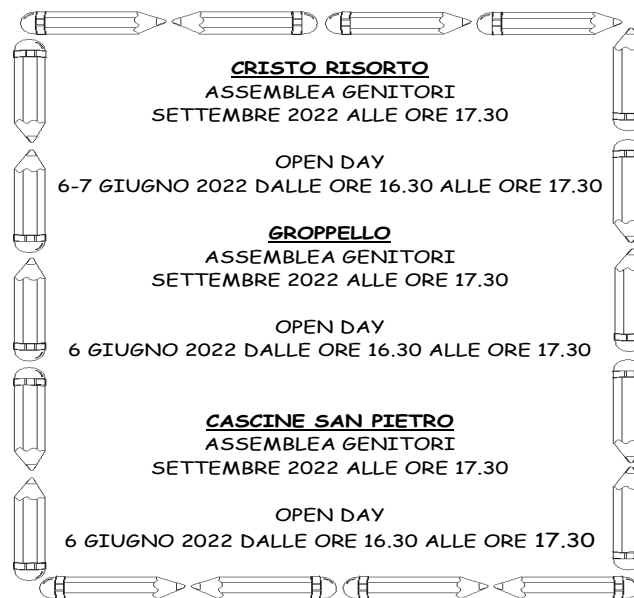 CRISTO RISORTO
ASSEMBLEA GENITORI
SETTEMBRE 2022 ALLE ORE 17.30
OPEN DAY
6-7 GIUGNO 2022 DALLE ORE 16.30 ALLE ORE 17.30
GROPPELLO
ASSEMBLEA GENITORI
SETTEMBRE 2022 ALLE ORE 17.30
OPEN DAY
6 GIUGNO 2022 DALLE ORE 16.30 ALLE ORE 17.30
CASCINE SAN PIETRO
ASSEMBLEA GENITORI
SETTEMBRE 2022 ALLE ORE 17.30
OPEN DAY
6 GIUGNO 2022 DALLE ORE 16.30 ALLE ORE 17.30